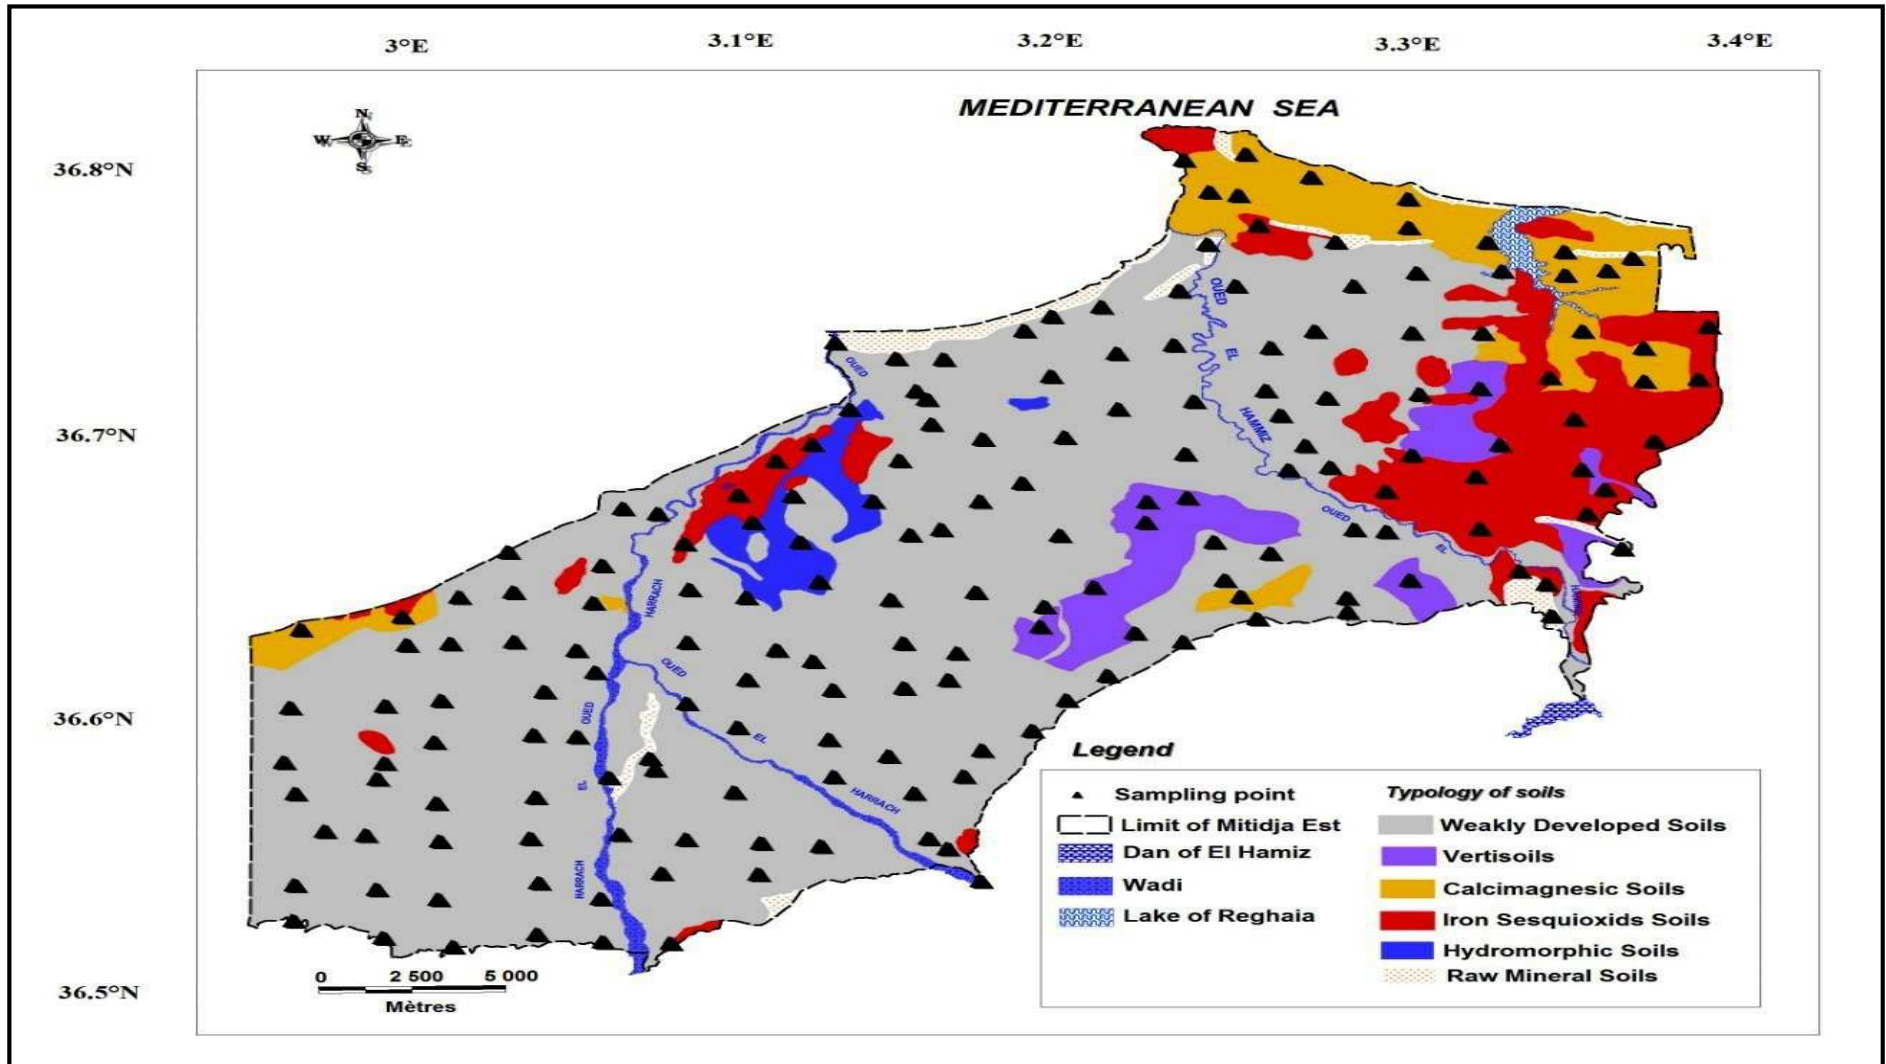 3°E 3.1°E 3.2°E 3.3°E 3.4°E
MEDITERRANEAN SEA
N
W E
S
36.8°N
36.7°N
36.6°N
36.5°N
OUED
EL
HAMMIZ
OUED
EL
OUED
HARRACH
OUED
EL
HARRACH
OUED
EL
HARRACH
Legend
Sampling point
Limit of Mitidja Est
Dan of El Hamiz
Wadi
Lake of Reghaia
Typology of soils
Weakly Developed Soils
Vertisoils
Calcimagnesic Soils
Iron Sesquioxids Soils
Hydromorphic Soils
Raw Mineral Soils
0 2 500 5 000
Mètres